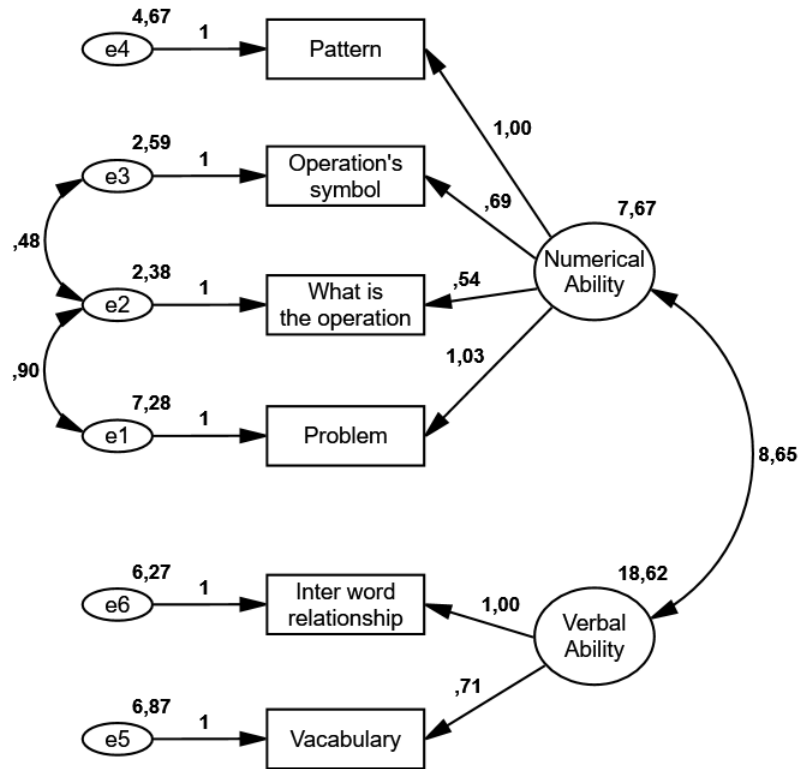 4,67
e4
1
Pattern
1,00
2,59
e3
1
Operation's
symbol
,69
7,67
Numerical
Ability
,48
2,38
e2
1
What is
the operation
,54
,90
7,28
e1
1
Problem
1,03
8,65
6,27
e6
1
Inter word
relationship
1,00
18,62
Verbal
Ability
6,87
e5
1
Vacabulary
,71